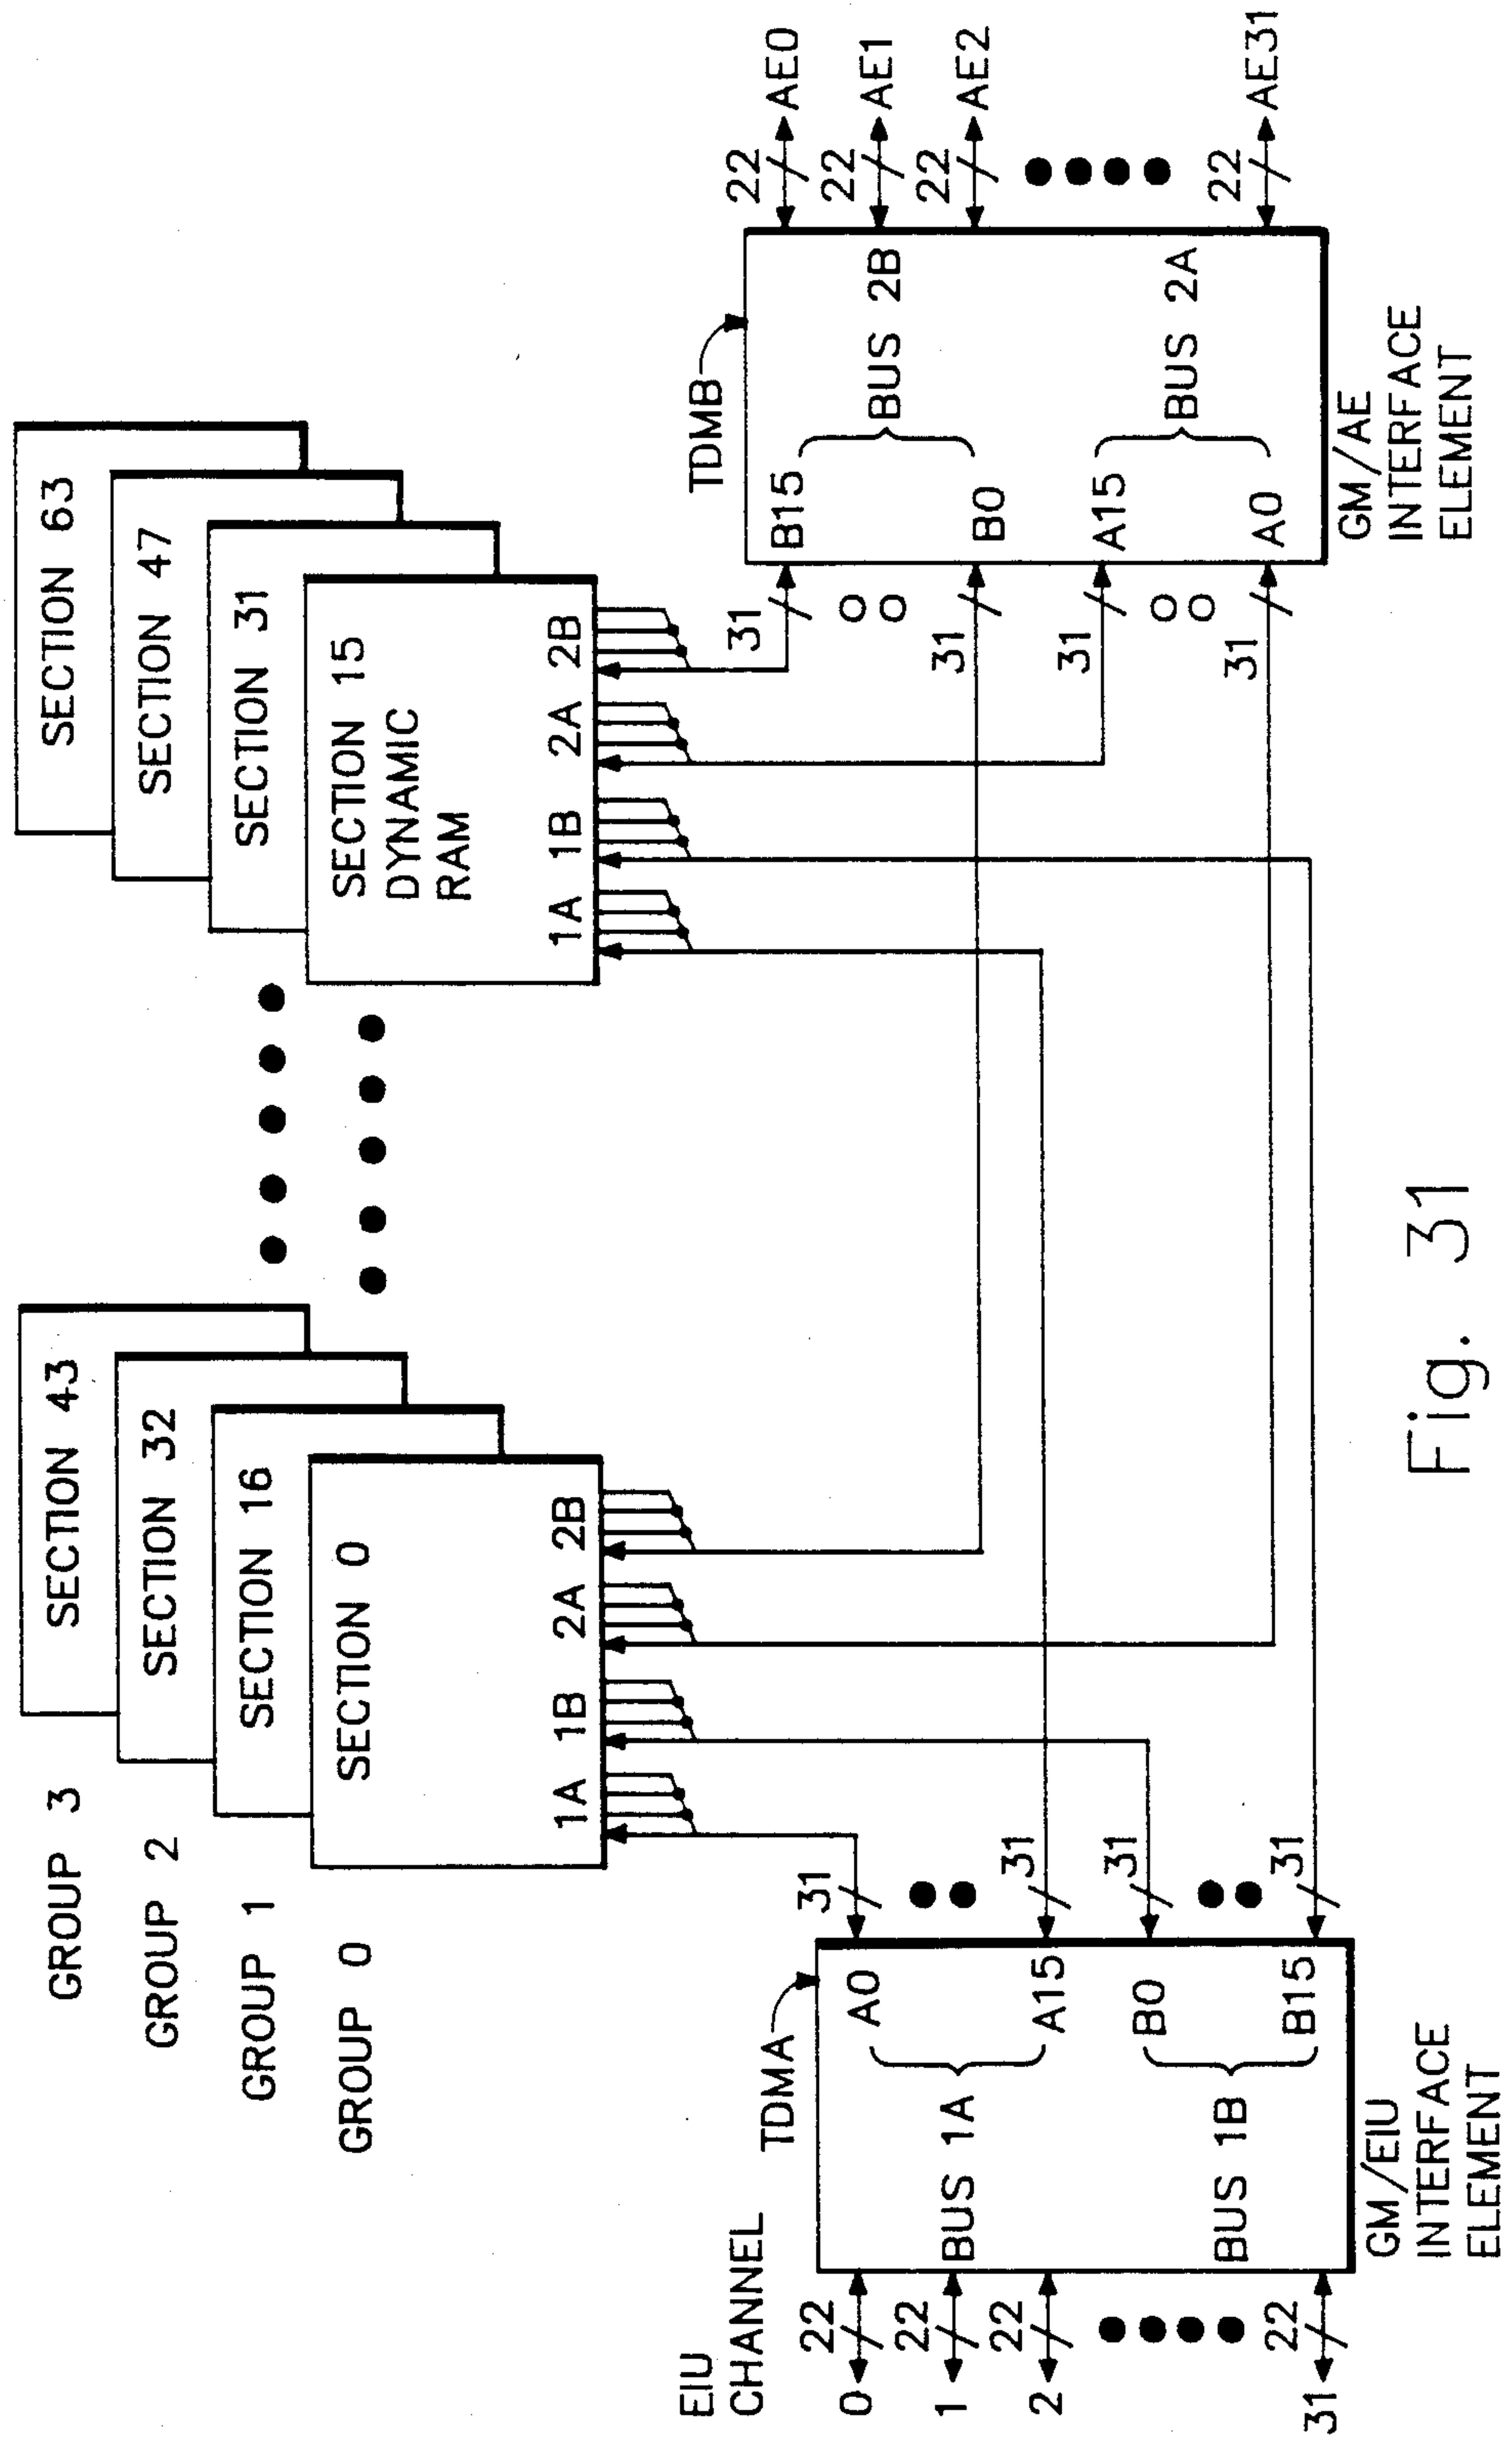 GROUP 3
GROUP 2
GROUP 1
GROUP 0
SECTION 43
SECTION 32
SECTION 16
SECTION 0
1A 1B 2A 2B
SECTION 63
SECTION 47
SECTION 31
SECTION 15
DYNAMIC
RAM
1A 1B 2A 2B
EIU
CHANNEL
TDMA
0 22
1 22
2 22
31 22
A0
BUS 1A
A15
B0
BUS 1B
B15
31
31
31
31
GM/EIU
INTERFACE
ELEMENT
TDMB
31
31
31
31
B15
BUS 2B
B0
A15
BUS 2A
A0
22 AE0
22 AE1
22 AE2
22 AE31
GM/AE
INTERFACE
ELEMENT
Fig. 31